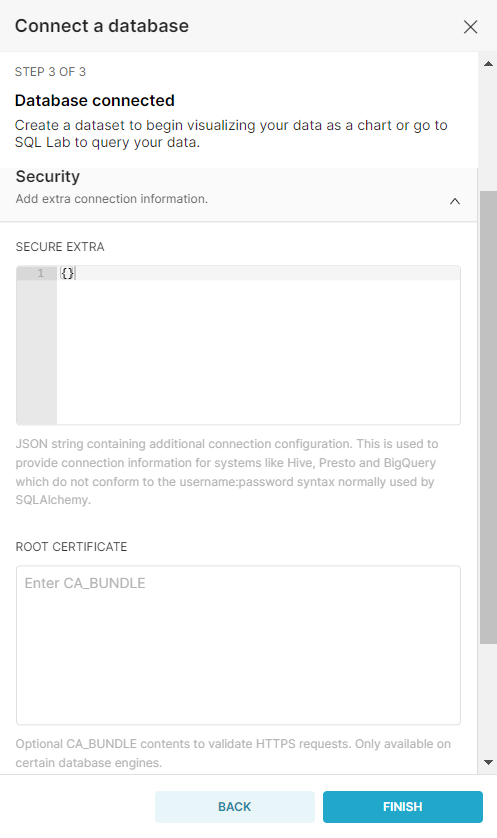 Connect a database
STEP 3 OF 3
Database connected
Create a dataset to begin visualizing your data as a chart or go to
SQL Lab to query your data.
Security
Add extra connection information.
SECURE EXTRA
1 {}
JSON string containing additional connection configuration. This is used to
provide connection information for systems like Hive, Presto and BigQuery
which do not conform to the username:password syntax normally used by
SQLAlchemy.
ROOT CERTIFICATE
Enter CA_BUNDLE
Optional CA_BUNDLE contents to validate HTTPS requests. Only available on
certain database engines.
BACK FINISH